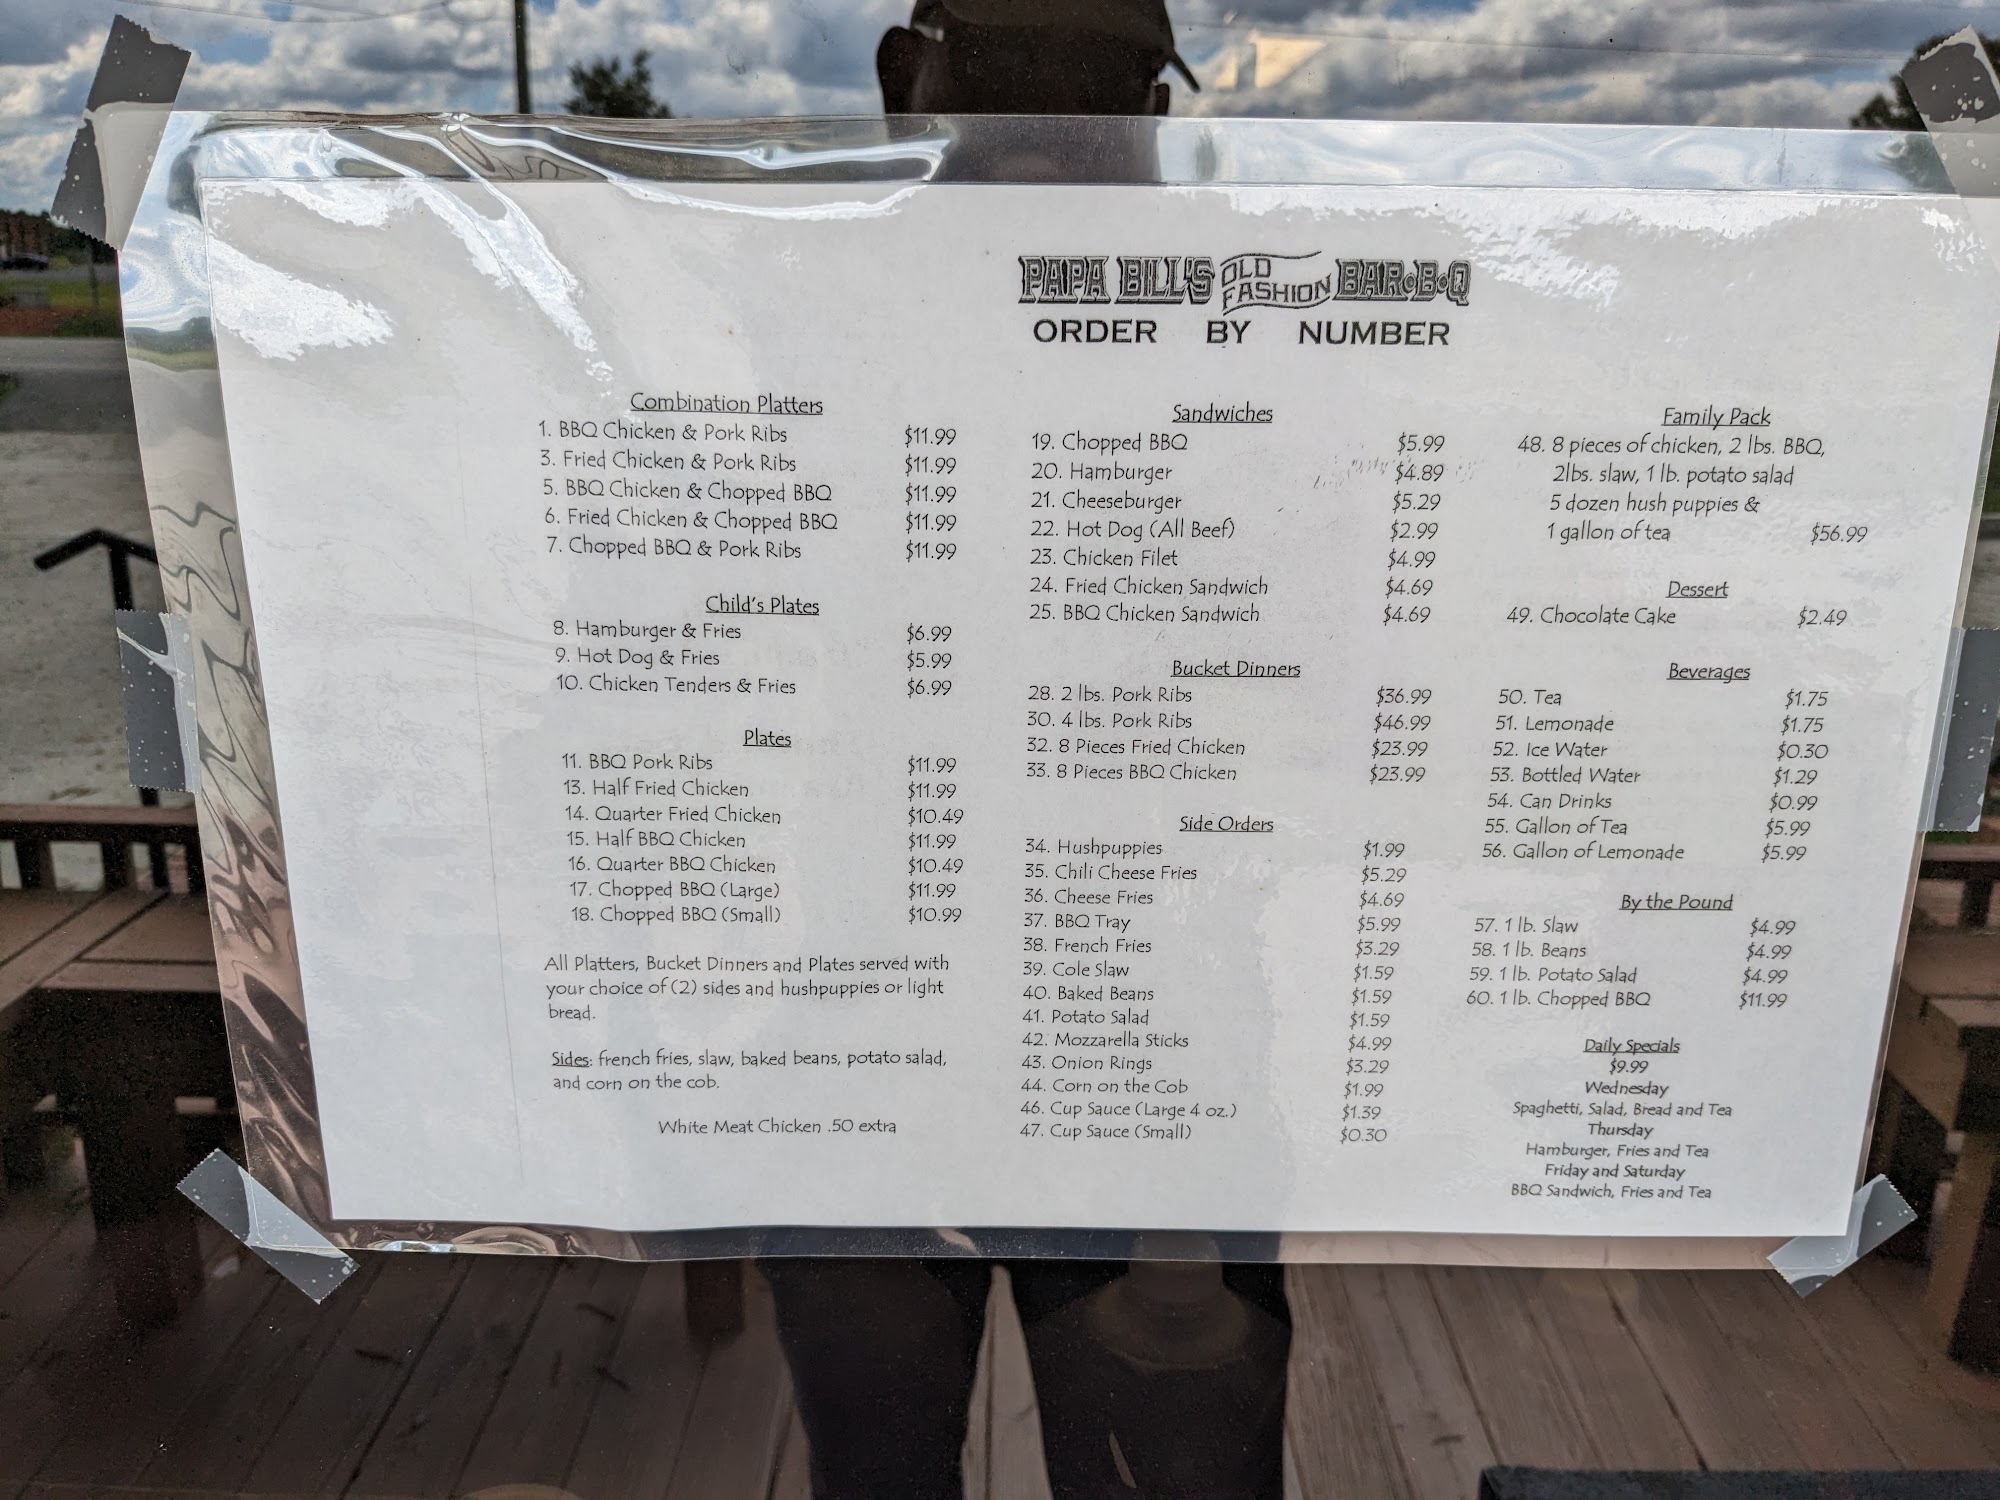 PAPA BILL'S OLD FASHION BAR•B•Q
ORDER BY NUMBER
Combination Platters
1. BBQ Chicken & Pork Ribs $11.99
3. Fried Chicken & Pork Ribs $11.99
5. BBQ Chicken & Chopped BBQ $11.99
6. Fried Chicken & Chopped BBQ $11.99
7. Chopped BBQ & Pork Ribs $11.99
Child's Plates
8. Hamburger & Fries $6.99
9. Hot Dog & Fries $5.99
10. Chicken Tenders & Fries $6.99
Plates
11. BBQ Pork Ribs $11.99
13. Half Fried Chicken $11.99
14. Quarter Fried Chicken $10.49
15. Half BBQ Chicken $11.99
16. Quarter BBQ Chicken $10.49
17. Chopped BBQ (Large) $11.99
18. Chopped BBQ (Small) $10.99
All Platters, Bucket Dinners and Plates served with
your choice of (2) sides and hushpuppies or light
bread.
Sides: french fries, slaw, baked beans, potato salad,
and corn on the cob.
White Meat Chicken .50 extra
Sandwiches
19. Chopped BBQ $5.99
20. Hamburger $4.89
21. Cheeseburger $5.29
22. Hot Dog (All Beef) $2.99
23. Chicken Filet $4.99
24. Fried Chicken Sandwich $4.69
25. BBQ Chicken Sandwich $4.69
Bucket Dinners
28. 2 lbs. Pork Ribs $36.99
30. 4 lbs. Pork Ribs $46.99
32. 8 Pieces Fried Chicken $23.99
33. 8 Pieces BBQ Chicken $23.99
Side Orders
34. Hushpuppies $1.99
35. Chili Cheese Fries $5.29
36. Cheese Fries $4.69
37. BBQ Tray $5.99
38. French Fries $3.29
39. Cole Slaw $1.59
40. Baked Beans $1.59
41. Potato Salad $1.59
42. Mozzarella Sticks $4.99
43. Onion Rings $3.29
44. Corn on the Cob $1.99
46. Cup Sauce (Large 4 oz.) $1.39
47. Cup Sauce (Small) $0.30
Family Pack
48. 8 pieces of chicken, 2 lbs. BBQ,
2lbs. slaw, 1 lb. potato salad
5 dozen hush puppies &
1 gallon of tea $56.99
Dessert
49. Chocolate Cake $2.49
Beverages
50. Tea $1.75
51. Lemonade $1.75
52. Ice Water $0.30
53. Bottled Water $1.29
54. Can Drinks $0.99
55. Gallon of Tea $5.99
56. Gallon of Lemonade $5.99
By the Pound
57. 1 lb. Slaw $4.99
58. 1 lb. Beans $4.99
59. 1 lb. Potato Salad $4.99
60. 1 lb. Chopped BBQ $11.99
Daily Specials
$9.99
Wednesday
Spaghetti, Salad, Bread and Tea
Thursday
Hamburger, Fries and Tea
Friday and Saturday
BBQ Sandwich, Fries and Tea